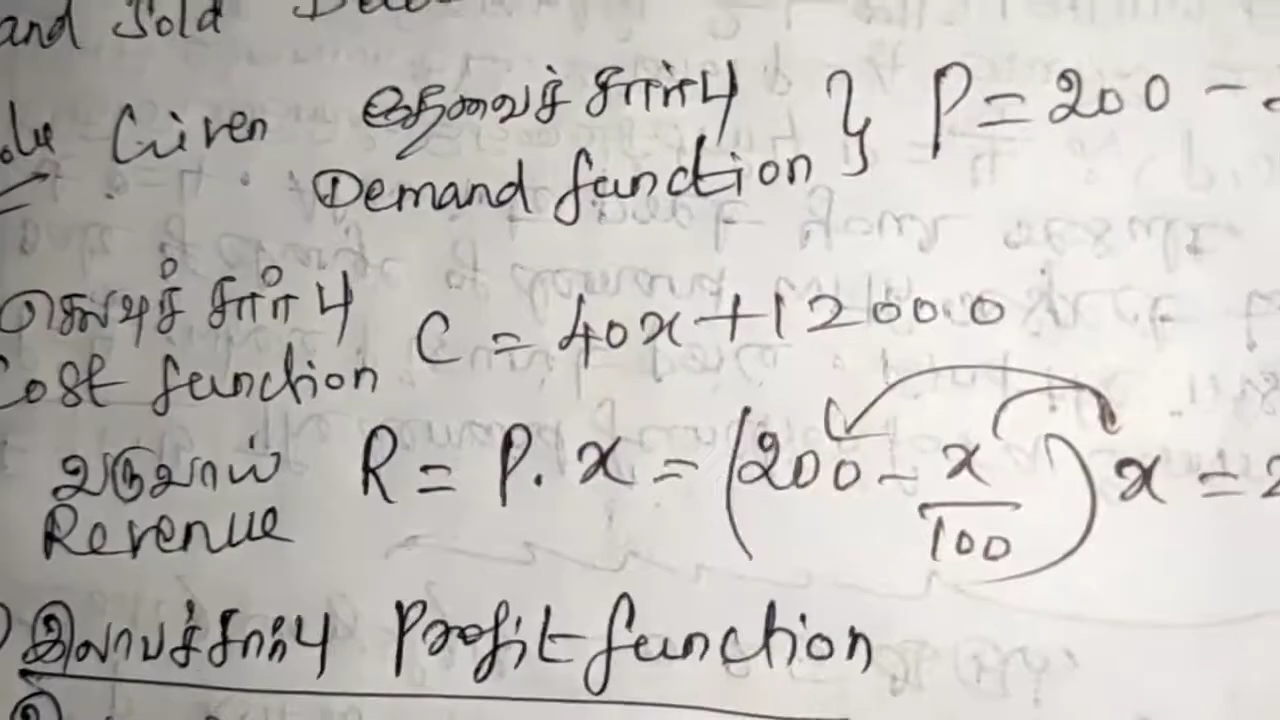 and Sold
Given தேவைச் சார்பு } P = 200 -
Demand function
செலவுச் சார்பு C = 40x + 12000
Cost function
வருவாய் R = P. x = (200 - x/100) x = 2
Revenue
இலாபச்சார்பு Profit function